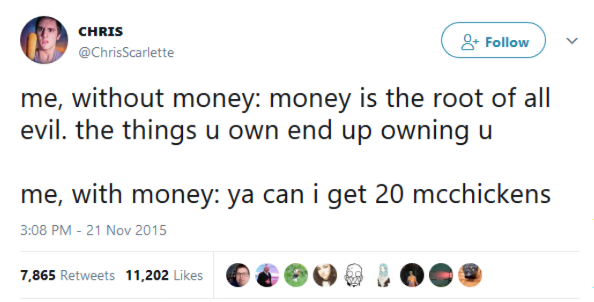 CHRIS
@ChrisScarlette
Follow
me, without money: money is the root of all
evil. the things u own end up owning u
me, with money: ya can i get 20 mcchickens
3:08 PM - 21 Nov 2015
7,865 Retweets 11,202 Likes